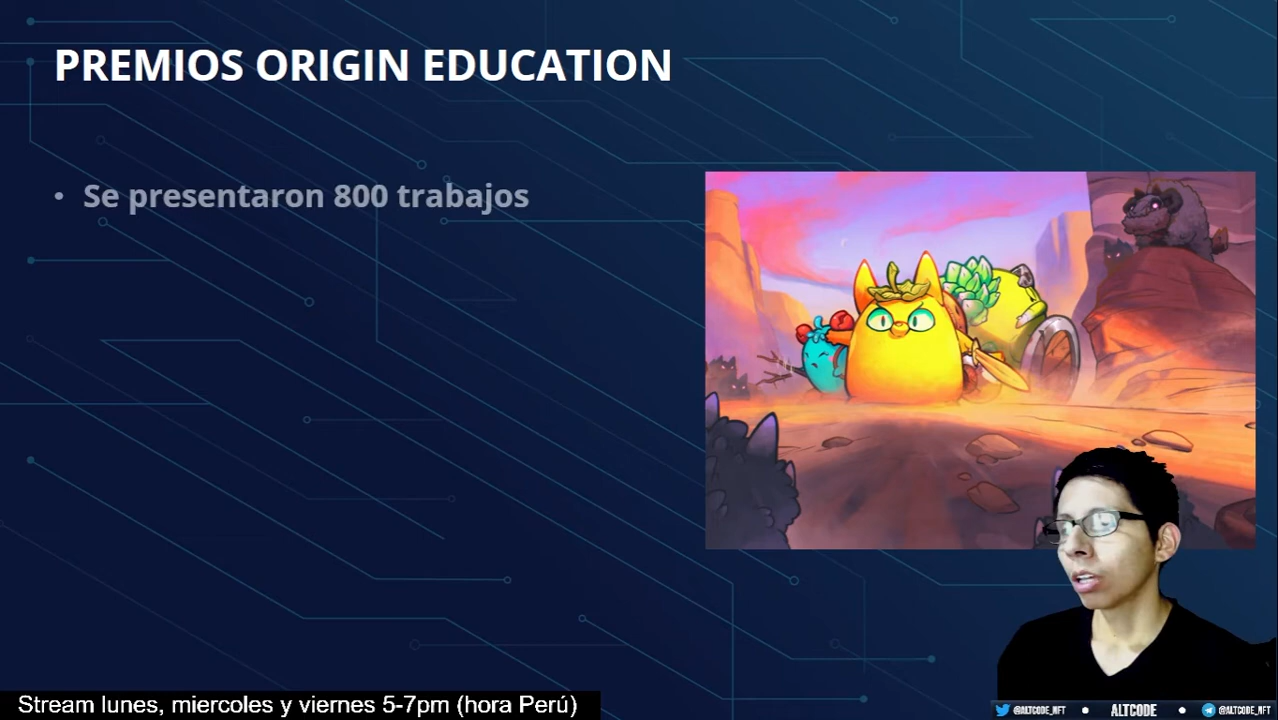 PREMIOS ORIGIN EDUCATION
• Se presentaron 800 trabajos
Stream lunes, miercoles y viernes 5-7pm (hora Perú)
@ALTCODE_NFT • ALTCODE • @ALTCODE_NFT